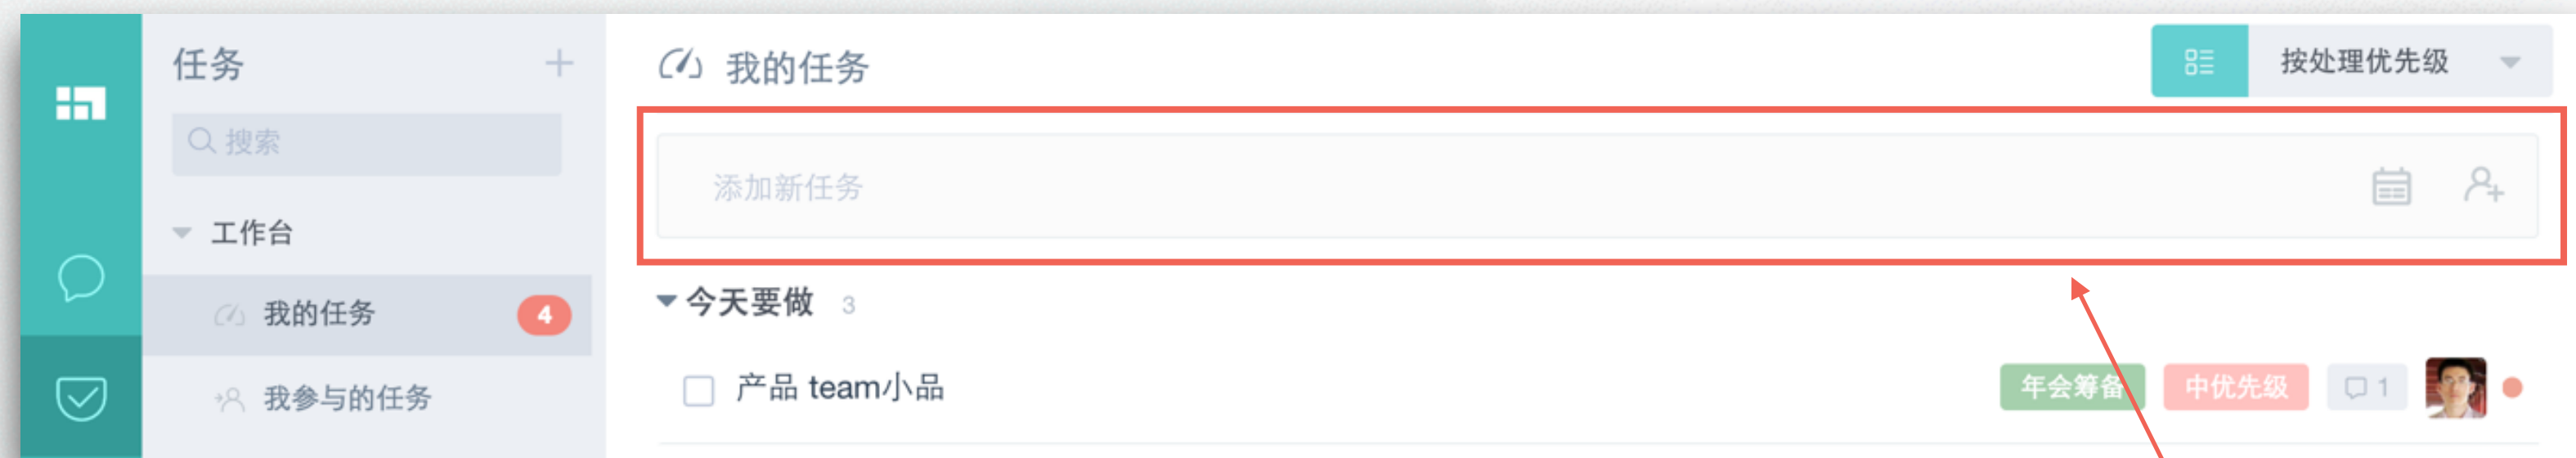 任务
搜索
工作台
我的任务
4
我参与的任务
我的任务
按处理优先级
添加新任务
今天要做 3
产品 team小品
年会筹备
中优先级
1